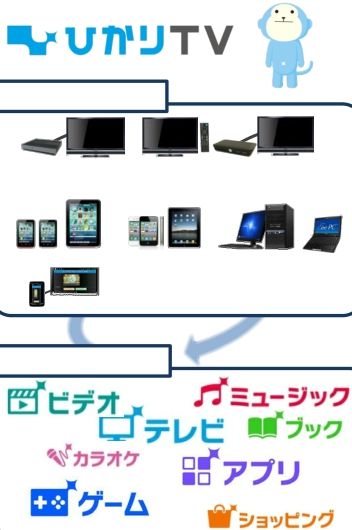 ひかりTV
ビデオ
ミュージック
テレビ
ブック
カラオケ
アプリ
ゲーム
ショッピング